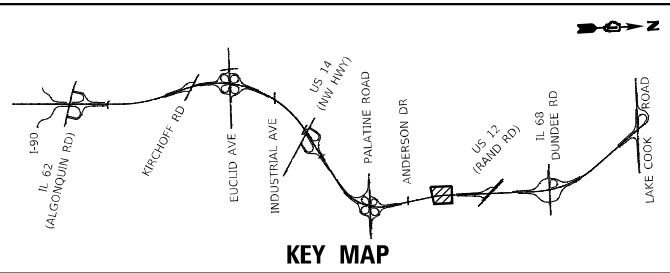 N
I-90
IL 62
(ALGONQUIN RD)
KIRCHOFF RD
EUCLID AVE
INDUSTRIAL AVE
US 14
(NW HWY)
PALATINE ROAD
ANDERSON DR
US 12
(RAND RD)
IL 68
DUNDEE RD
LAKE COOK ROAD
KEY MAP